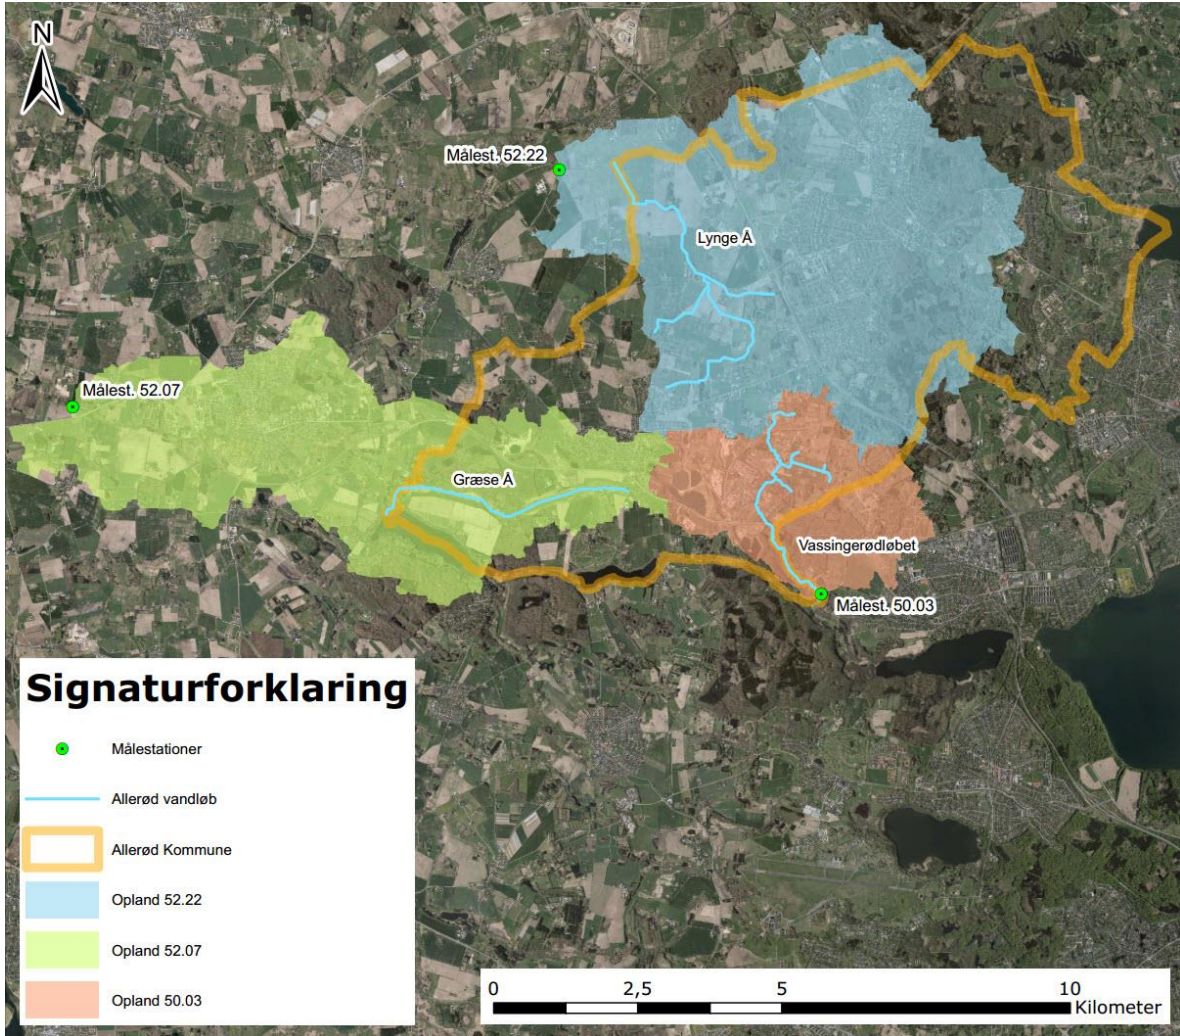 N
Målest. 52.22
Lynge Å
Målest. 52.07
Græse Å
Vassingerødløbet
Målest. 50.03
Signaturforklaring
Målestationer
Allerød vandløb
Allerød Kommune
Opland 52.22
Opland 52.07
Opland 50.03
0 2,5 5 10
Kilometer